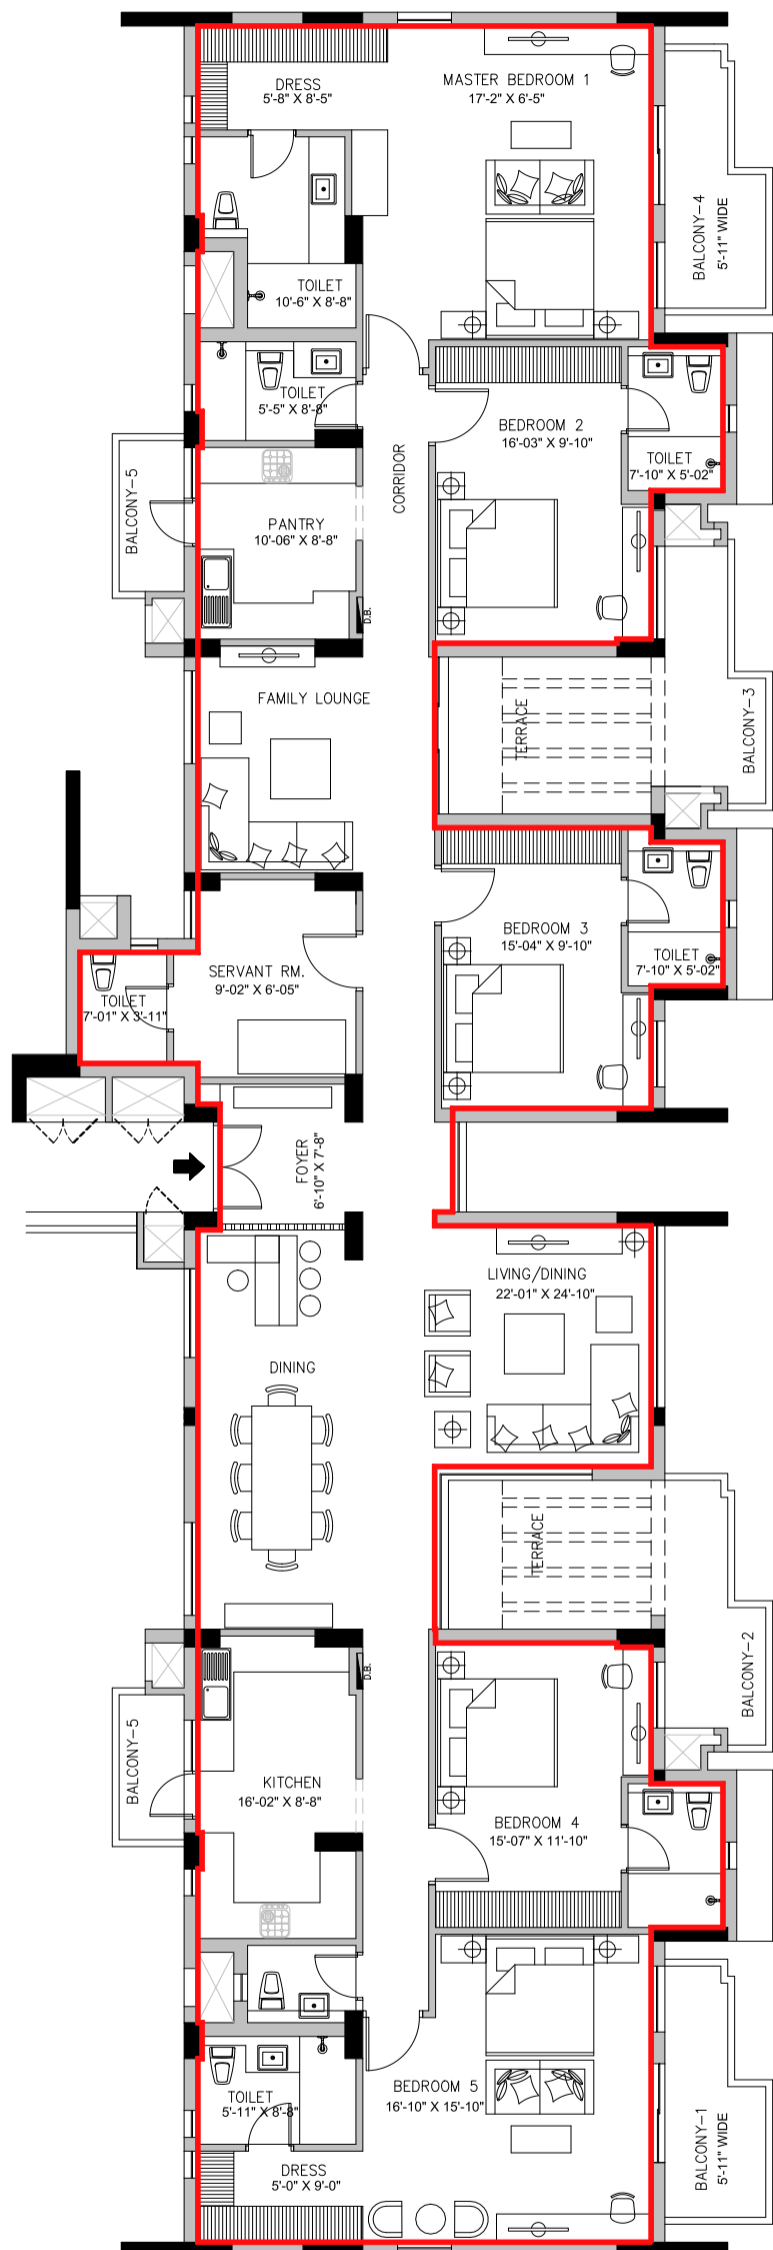 DRESS
5'-8" X 8'-5"
MASTER BEDROOM 1
17'-2" X 6'-5"
BALCONY-4
5'-11" WIDE
TOILET
10'-6" X 8'-8"
TOILET
5'-5" X 8'-8"
CORRIDOR
BEDROOM 2
16'-03" X 9'-10"
TOILET
7'-10" X 5'-02"
BALCONY-5
PANTRY
10'-06" X 8'-8"
D.B.
FAMILY LOUNGE
TERRACE
BALCONY-3
BEDROOM 3
15'-04" X 9'-10"
TOILET
7'-10" X 5'-02"
SERVANT RM.
9'-02" X 6'-05"
TOILET
7'-01" X 3'-11"
FOYER
6'-10" X 7'-8"
LIVING/DINING
22'-01" X 24'-10"
DINING
TERRACE
BALCONY-2
D.B.
BALCONY-5
KITCHEN
16'-02" X 8'-8"
BEDROOM 4
15'-07" X 11'-10"
BEDROOM 5
16'-10" X 15'-10"
TOILET
5'-11" X 8'-8"
BALCONY-1
5'-11" WIDE
DRESS
5'-0" X 9'-0"